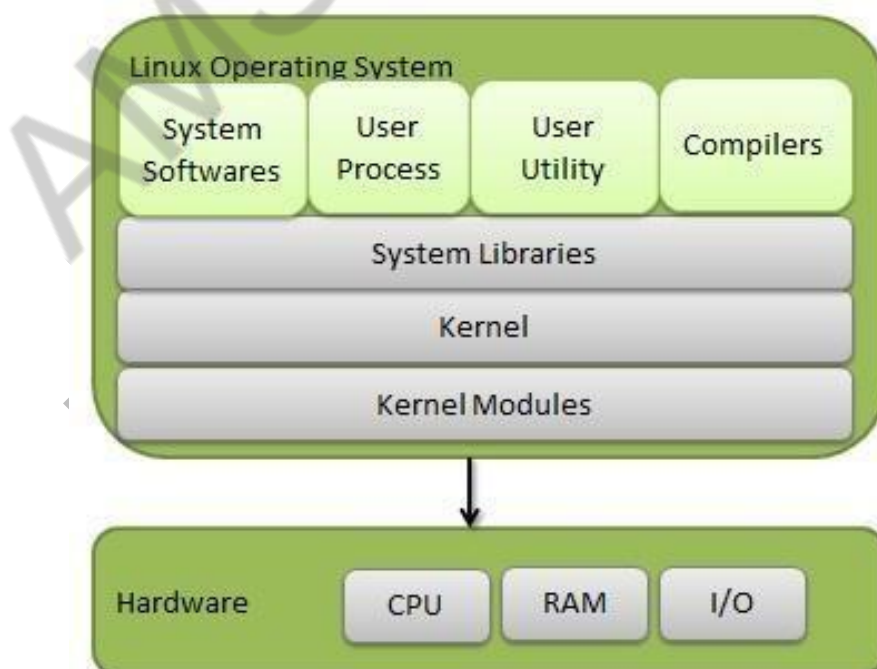 Linux Operating System
System
Softwares
User
Process
User
Utility
Compilers
System Libraries
Kernel
Kernel Modules
Hardware
CPU
RAM
I/O